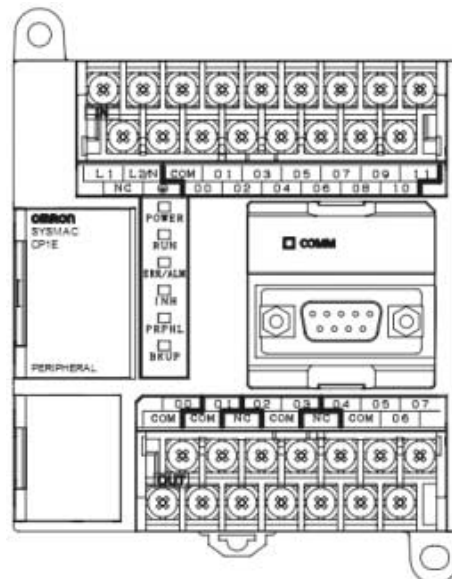 IN
L1 L2/N COM 01 03 05 07 09 11
NC 00 02 04 06 08 10
OMRON
SYSMAC
CP1E
POWER
RUN
ERR/ALM
INH
PRPHL
BKUP
COMM
PERIPHERAL
00 01 02 03 04 05 07
COM COM NC COM NC COM 06
OUT